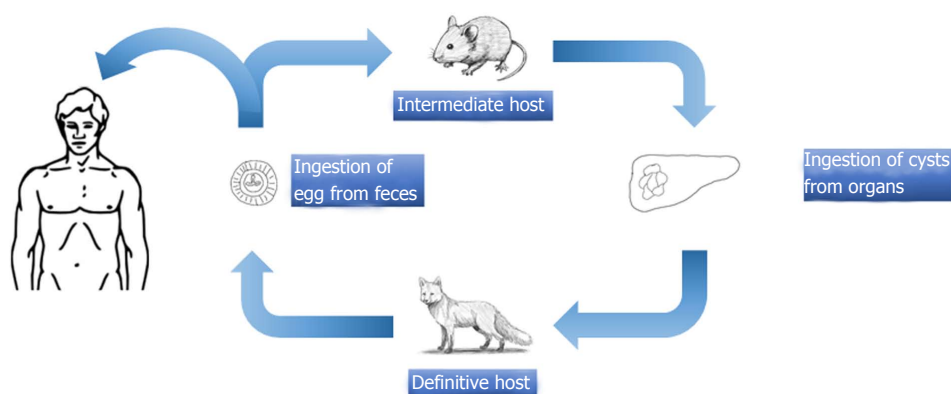 Intermediate host
Ingestion of
egg from feces
Ingestion of cysts
from organs
Definitive host